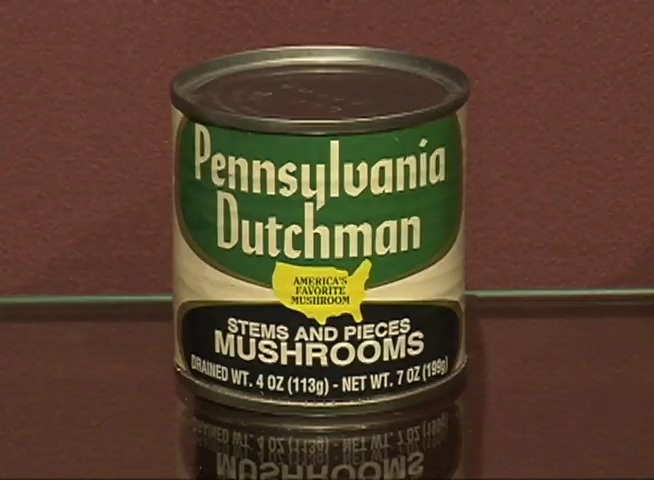 Pennsylvania
Dutchman
AMERICA'S
FAVORITE
MUSHROOM
STEMS AND PIECES
MUSHROOMS
DRAINED WT. 4 OZ (113g) - NET WT. 7 OZ (199g)